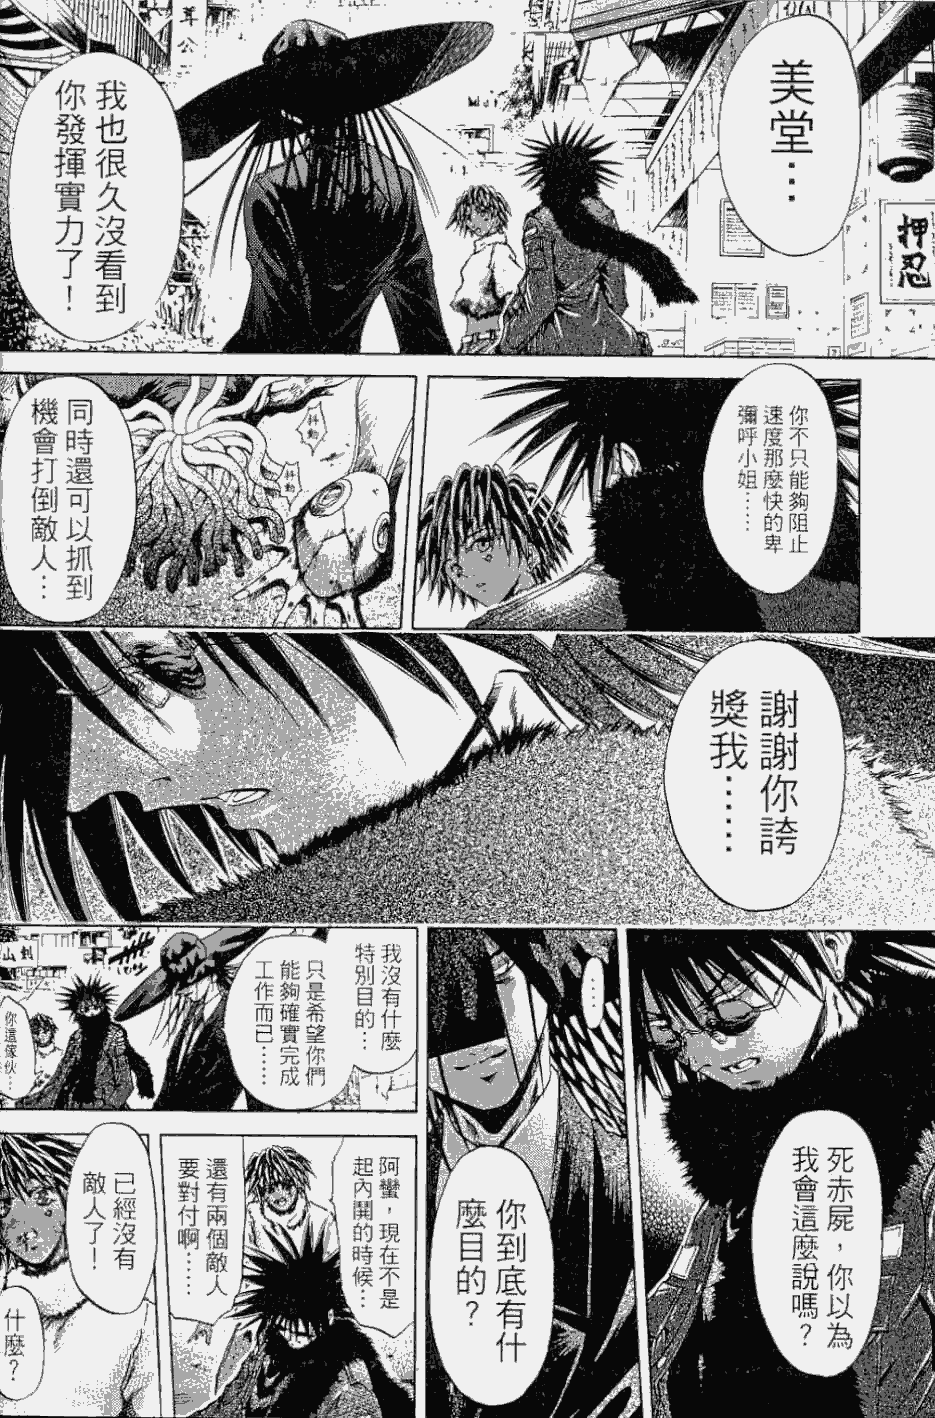 美堂…
我也很久沒看到
你發揮實力了！
押忍
茸
公
你不只能夠阻止
速度那麼快的卑
彌呼小姐……
同時還可以抓到
機會打倒敵人…
抖動
抖動
謝謝你誇
獎我……
死赤屍，你以為
我會這麼說嗎？
……
你到底有什
麼目的？
我沒有什麼
特別目的…
只是希望你們
能夠確實完成
工作而已……
你這傢伙…
阿蠻，現在不是
起內鬨的時候…
還有兩個敵人
要對付啊……
已經沒有
敵人了！
什麼？